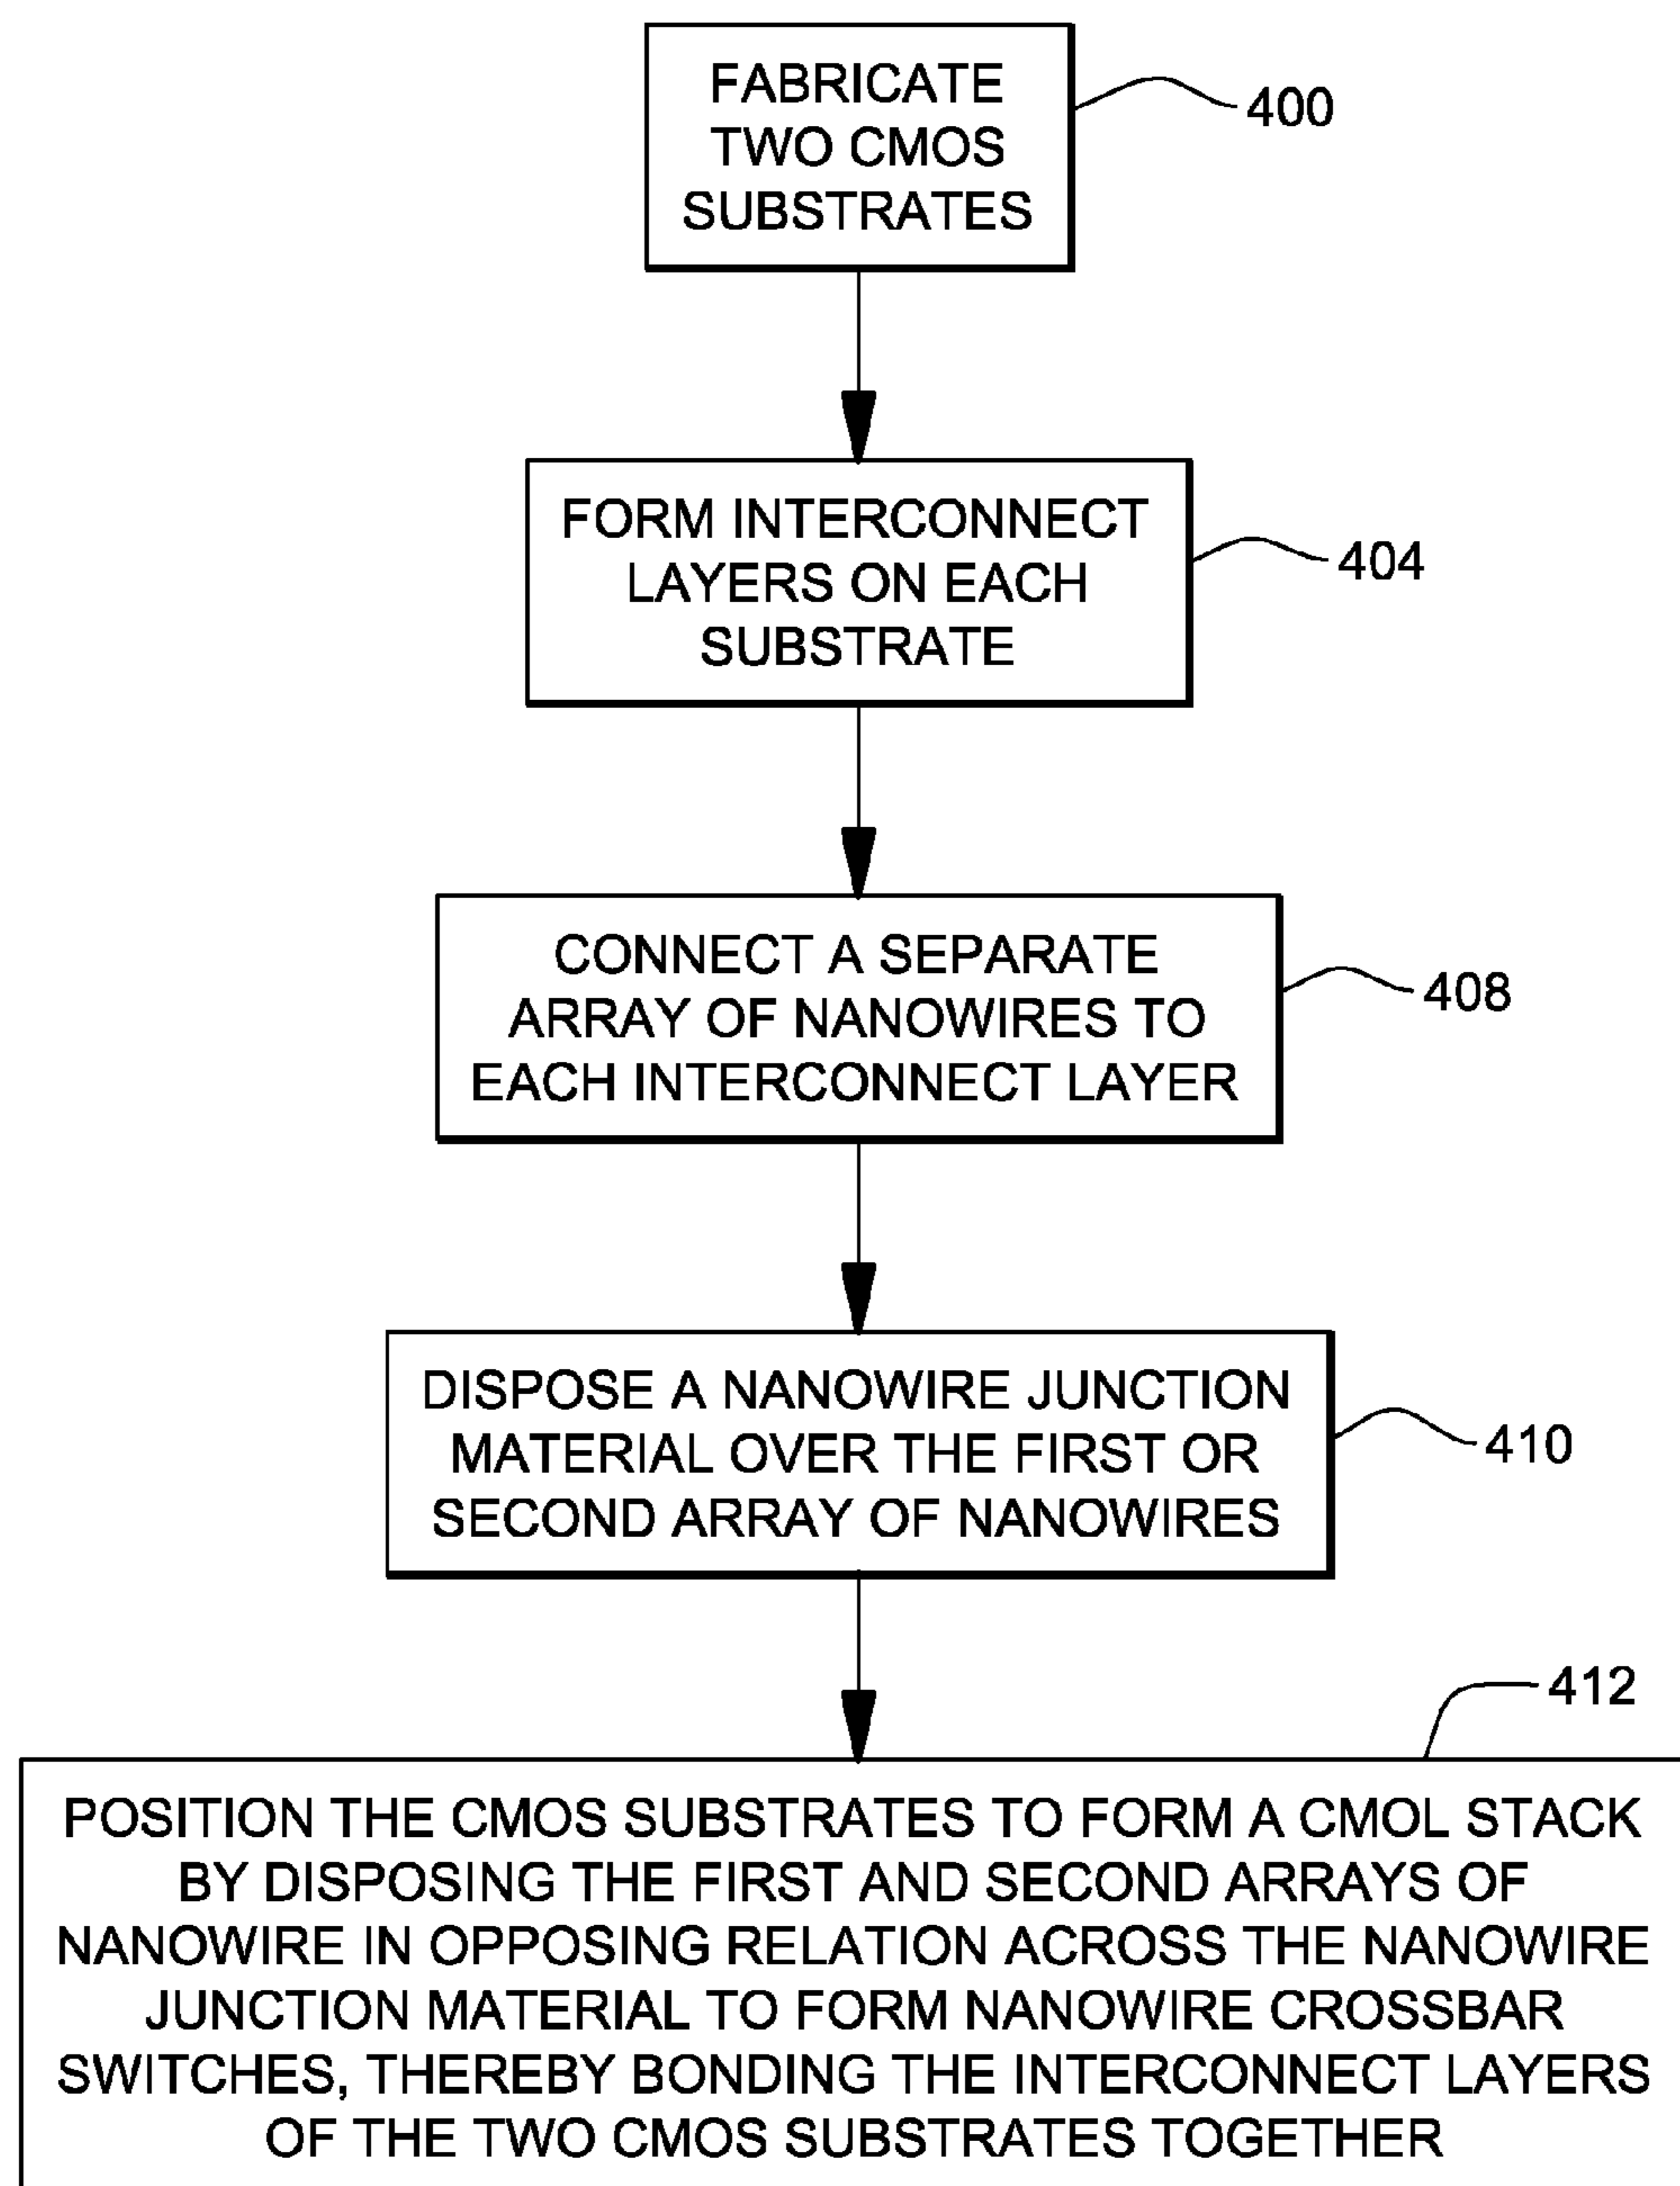 FABRICATE
TWO CMOS
SUBSTRATES
400
FORM INTERCONNECT
LAYERS ON EACH
SUBSTRATE
404
CONNECT A SEPARATE
ARRAY OF NANOWIRES TO
EACH INTERCONNECT LAYER
408
DISPOSE A NANOWIRE JUNCTION
MATERIAL OVER THE FIRST OR
SECOND ARRAY OF NANOWIRES
410
412
POSITION THE CMOS SUBSTRATES TO FORM A CMOL STACK
BY DISPOSING THE FIRST AND SECOND ARRAYS OF
NANOWIRE IN OPPOSING RELATION ACROSS THE NANOWIRE
JUNCTION MATERIAL TO FORM NANOWIRE CROSSBAR
SWITCHES, THEREBY BONDING THE INTERCONNECT LAYERS
OF THE TWO CMOS SUBSTRATES TOGETHER